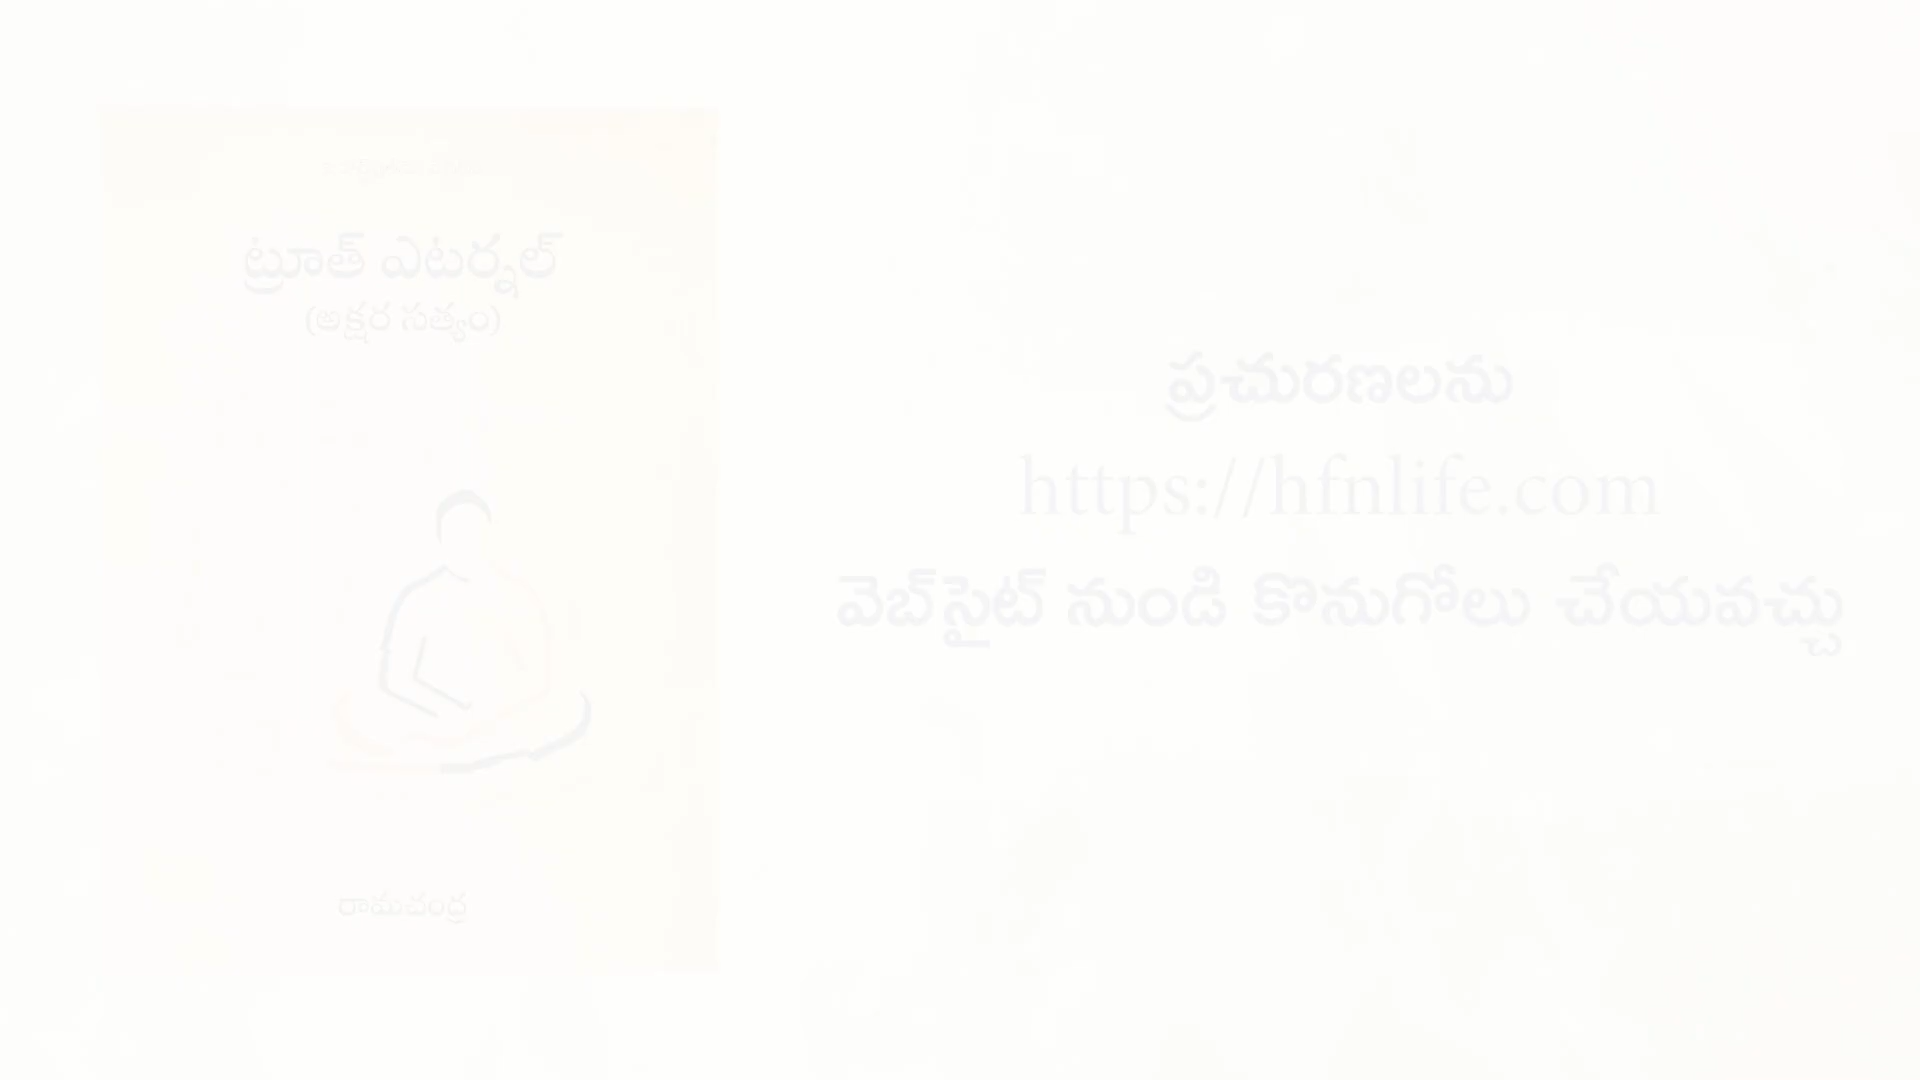 ట్రూత్ ఎటర్నల్
(అక్షర సత్యం)
రామచంద్ర
ప్రచురణలను
https://hfnlife.com
వెబ్‌సైట్ నుండి కొనుగోలు చేయవచ్చు